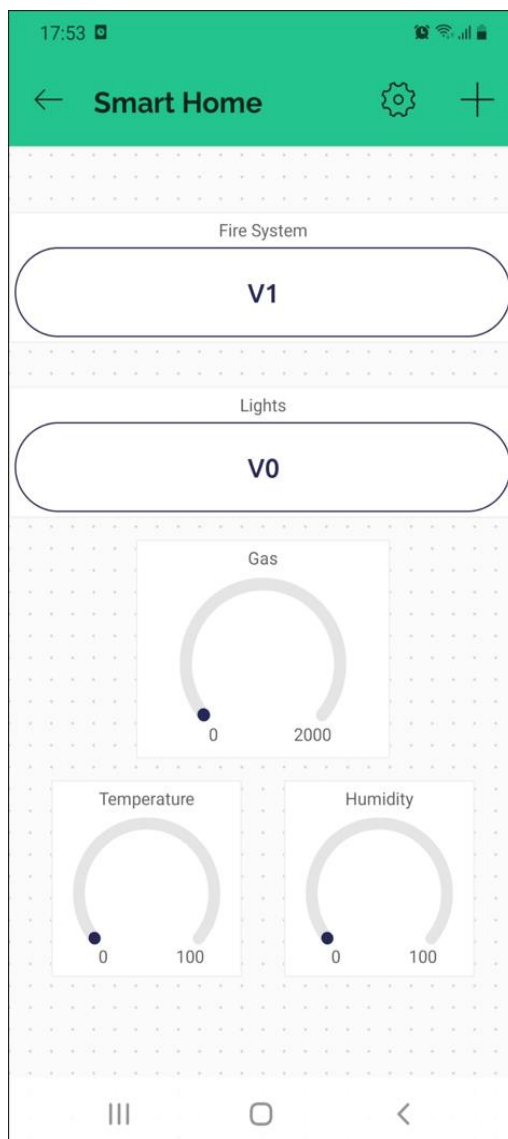 17:53
Smart Home
Fire System
V1
Lights
V0
Gas
0 2000
Temperature Humidity
0 100 0 100